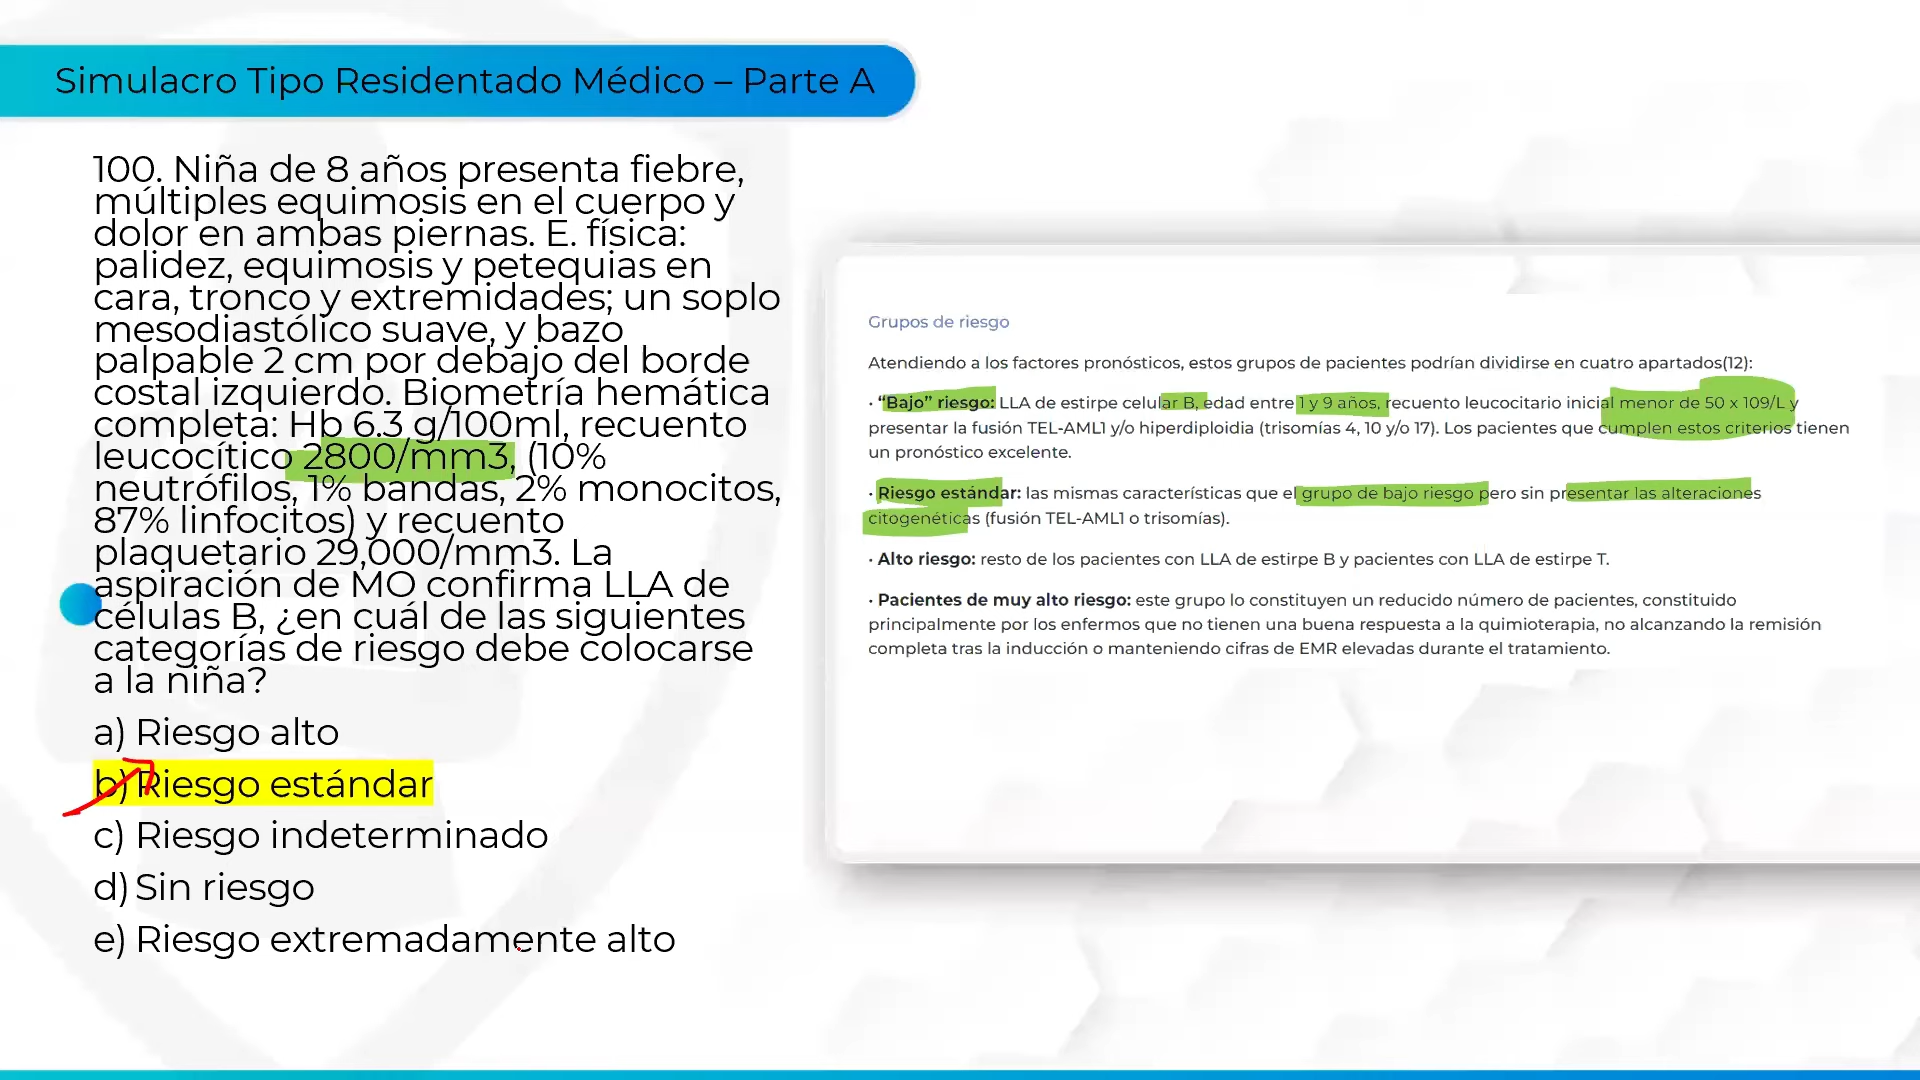 Simulacro Tipo Residentado Médico – Parte A
100. Niña de 8 años presenta fiebre,
múltiples equimosis en el cuerpo y
dolor en ambas piernas. E. física:
palidez, equimosis y petequias en
cara, tronco y extremidades; un soplo
mesodiastólico suave, y bazo
palpable 2 cm por debajo del borde
costal izquierdo. Biometría hemática
completa: Hb 6.3 g/100ml, recuento
leucocítico 2800/mm3, (10%
neutrófilos, 1% bandas, 2% monocitos,
87% linfocitos) y recuento
plaquetario 29,000/mm3. La
aspiración de MO confirma LLA de
células B, ¿en cuál de las siguientes
categorías de riesgo debe colocarse
a la niña?
a) Riesgo alto
b) Riesgo estándar
c) Riesgo indeterminado
d) Sin riesgo
e) Riesgo extremadamente alto
Grupos de riesgo
Atendiendo a los factores pronósticos, estos grupos de pacientes podrían dividirse en cuatro apartados(12):
· “Bajo” riesgo: LLA de estirpe celular B, edad entre 1 y 9 años, recuento leucocitario inicial menor de 50 x 109/L y
presentar la fusión TEL-AML1 y/o hiperdiploidia (trisomías 4, 10 y/o 17). Los pacientes que cumplen estos criterios tienen
un pronóstico excelente.
· Riesgo estándar: las mismas características que el grupo de bajo riesgo pero sin presentar las alteraciones
citogenéticas (fusión TEL-AML1 o trisomías).
· Alto riesgo: resto de los pacientes con LLA de estirpe B y pacientes con LLA de estirpe T.
· Pacientes de muy alto riesgo: este grupo lo constituyen un reducido número de pacientes, constituido
principalmente por los enfermos que no tienen una buena respuesta a la quimioterapia, no alcanzando la remisión
completa tras la inducción o manteniendo cifras de EMR elevadas durante el tratamiento.